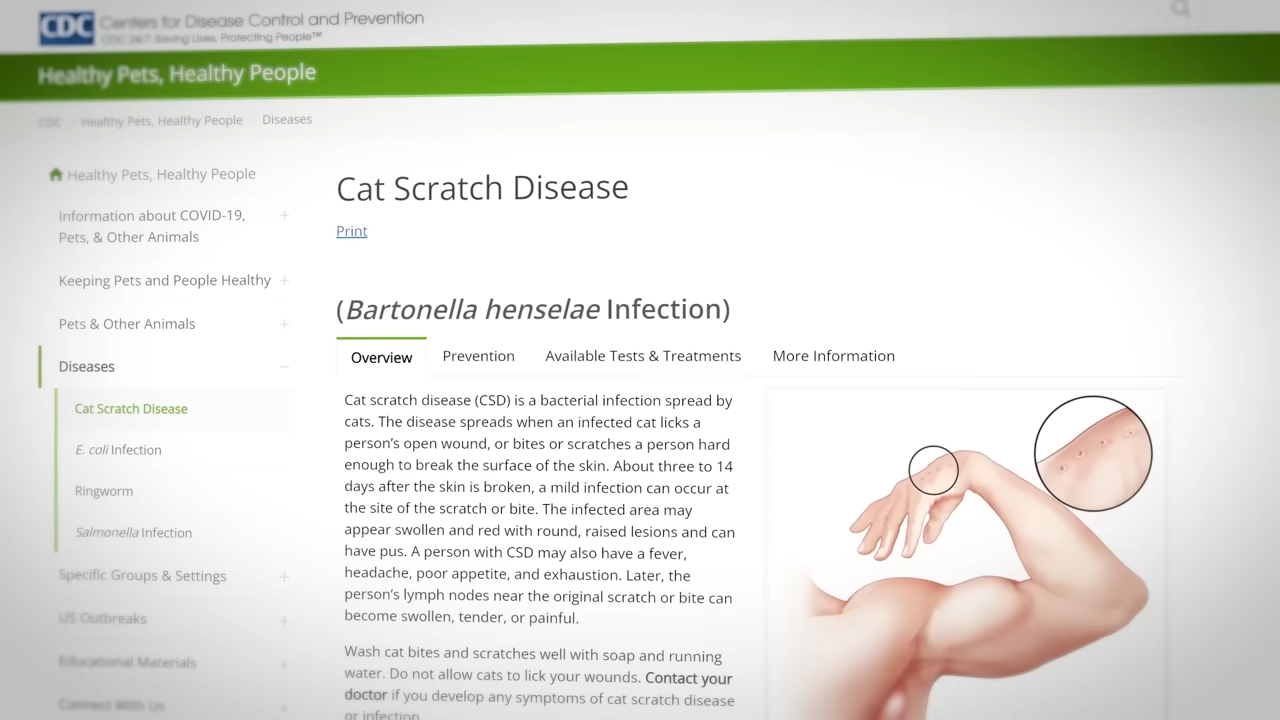 CDC
Centers for Disease Control and Prevention
CDC 24/7: Saving Lives, Protecting People™
Healthy Pets, Healthy People
CDC
Healthy Pets, Healthy People
Diseases
Healthy Pets, Healthy People
Information about COVID-19,
Pets, & Other Animals
Keeping Pets and People Healthy
Pets & Other Animals
Diseases
Cat Scratch Disease
E. coli Infection
Ringworm
Salmonella Infection
Specific Groups & Settings
US Outbreaks
Educational Materials
Connect With Us
Cat Scratch Disease
Print
(Bartonella henselae Infection)
Overview
Prevention
Available Tests & Treatments
More Information
Cat scratch disease (CSD) is a bacterial infection spread by
cats. The disease spreads when an infected cat licks a
person's open wound, or bites or scratches a person hard
enough to break the surface of the skin. About three to 14
days after the skin is broken, a mild infection can occur at
the site of the scratch or bite. The infected area may
appear swollen and red with round, raised lesions and can
have pus. A person with CSD may also have a fever,
headache, poor appetite, and exhaustion. Later, the
person's lymph nodes near the original scratch or bite can
become swollen, tender, or painful.
Wash cat bites and scratches well with soap and running
water. Do not allow cats to lick your wounds. Contact your
doctor if you develop any symptoms of cat scratch disease
or infection.